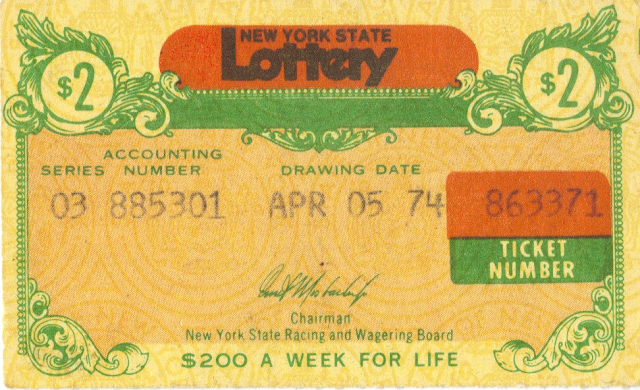 NEW YORK STATE
Lottery
$2
$2
ACCOUNTING
SERIES NUMBER
DRAWING DATE
03 885301
APR 05 74
863371
TICKET
NUMBER
Chairman
New York State Racing and Wagering Board
$200 A WEEK FOR LIFE